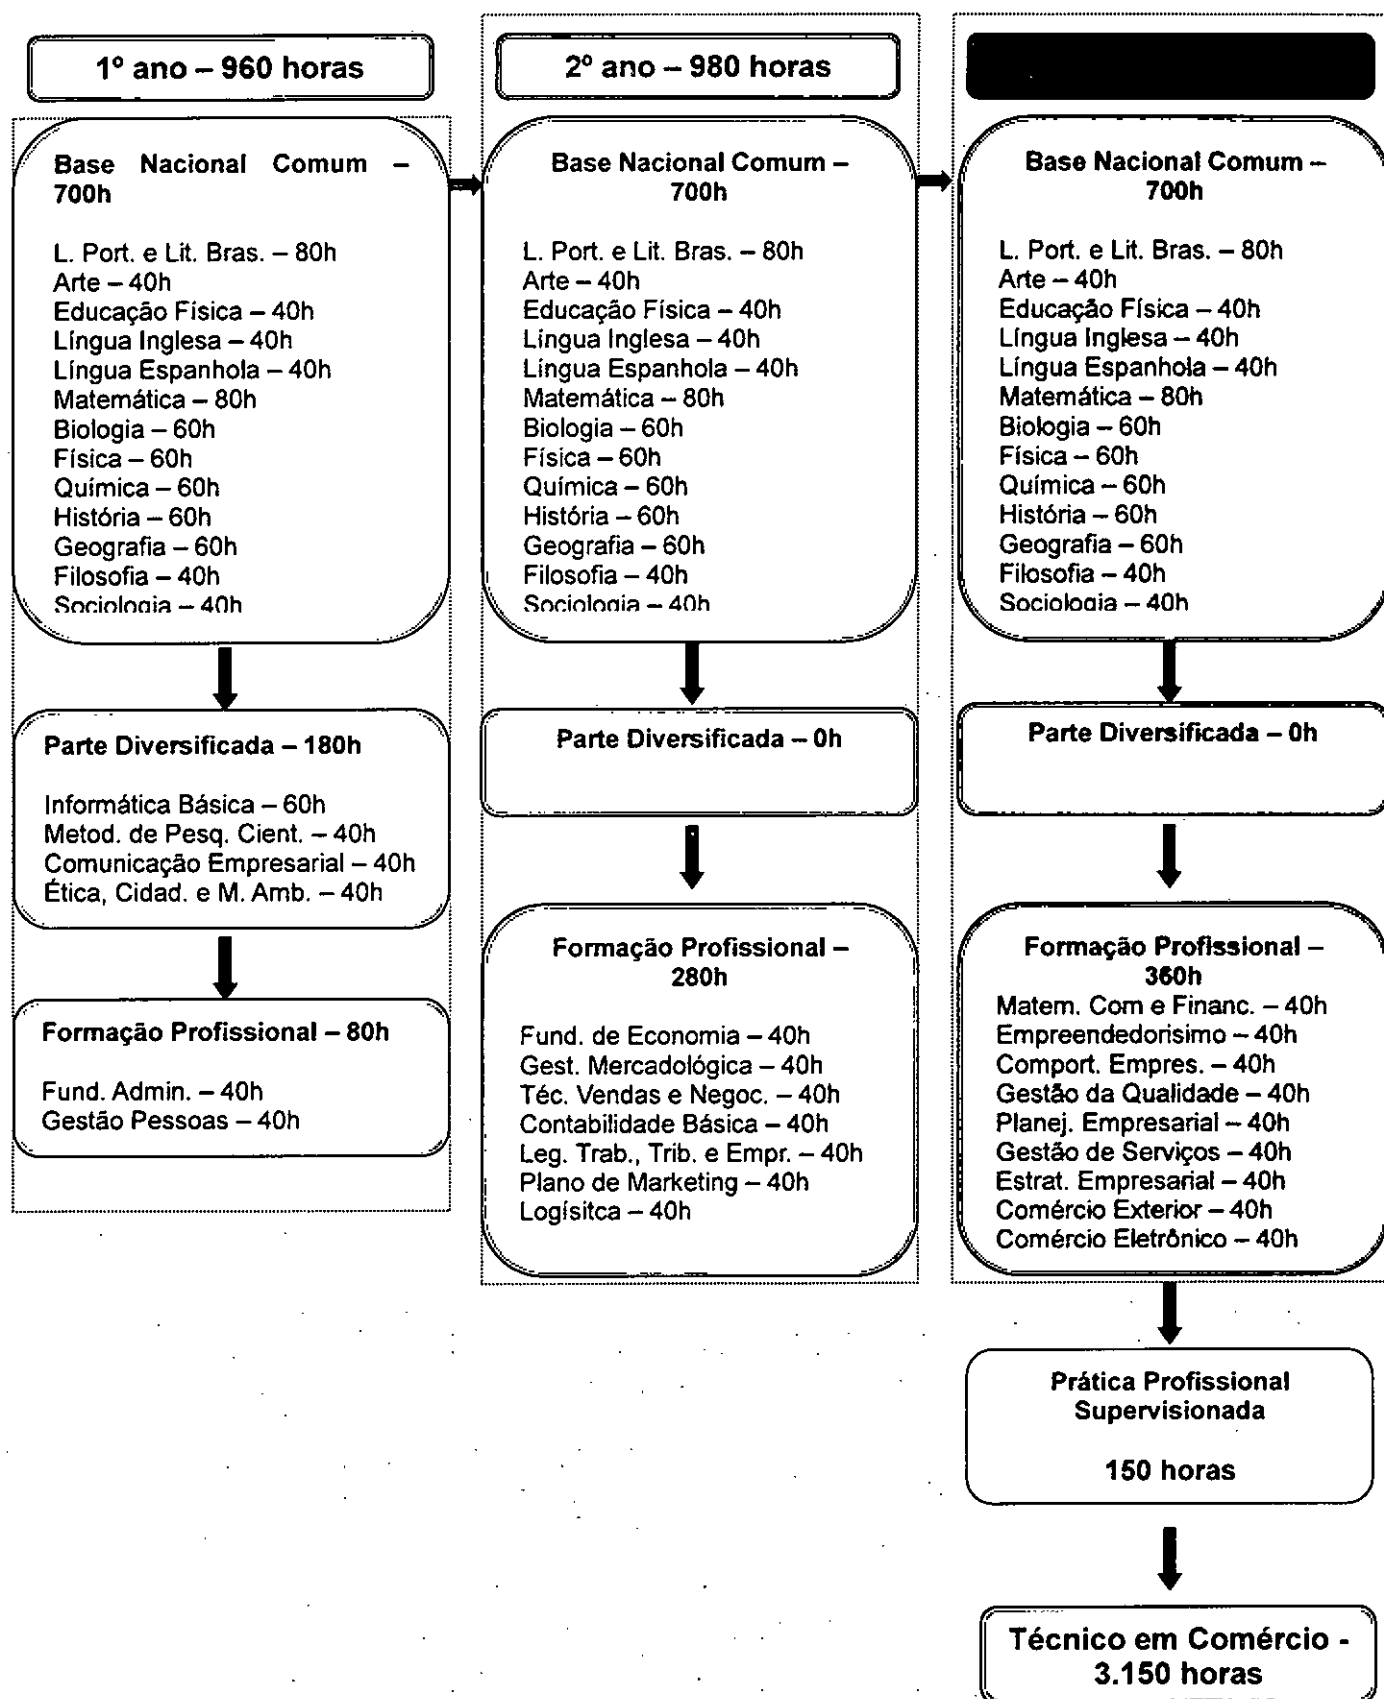 1º ano – 960 horas
Base Nacional Comum –
700h
L. Port. e Lit. Bras. – 80h
Arte – 40h
Educação Física – 40h
Língua Inglesa – 40h
Língua Espanhola – 40h
Matemática – 80h
Biologia – 60h
Física – 60h
Química – 60h
História – 60h
Geografia – 60h
Filosofia – 40h
Sociologia – 40h
Parte Diversificada – 180h
Informática Básica – 60h
Metod. de Pesq. Cient. – 40h
Comunicação Empresarial – 40h
Ética, Cidad. e M. Amb. – 40h
Formação Profissional – 80h
Fund. Admin. – 40h
Gestão Pessoas – 40h
2º ano – 980 horas
Base Nacional Comum –
700h
L. Port. e Lit. Bras. – 80h
Arte – 40h
Educação Física – 40h
Língua Inglesa – 40h
Língua Espanhola – 40h
Matemática – 80h
Biologia – 60h
Física – 60h
Química – 60h
História – 60h
Geografia – 60h
Filosofia – 40h
Sociologia – 40h
Parte Diversificada – 0h
Formação Profissional –
280h
Fund. de Economia – 40h
Gest. Mercadológica – 40h
Téc. Vendas e Negoc. – 40h
Contabilidade Básica – 40h
Leg. Trab., Trib. e Empr. – 40h
Plano de Marketing – 40h
Logísitca – 40h
Base Nacional Comum –
700h
L. Port. e Lit. Bras. – 80h
Arte – 40h
Educação Física – 40h
Língua Inglesa – 40h
Língua Espanhola – 40h
Matemática – 80h
Biologia – 60h
Física – 60h
Química – 60h
História – 60h
Geografia – 60h
Filosofia – 40h
Sociologia – 40h
Parte Diversificada – 0h
Formação Profissional –
360h
Matem. Com e Financ. – 40h
Empreendedorisimo – 40h
Comport. Empres. – 40h
Gestão da Qualidade – 40h
Planej. Empresarial – 40h
Gestão de Serviços – 40h
Estrat. Empresarial – 40h
Comércio Exterior – 40h
Comércio Eletrônico – 40h
Prática Profissional
Supervisionada
150 horas
Técnico em Comércio -
3.150 horas